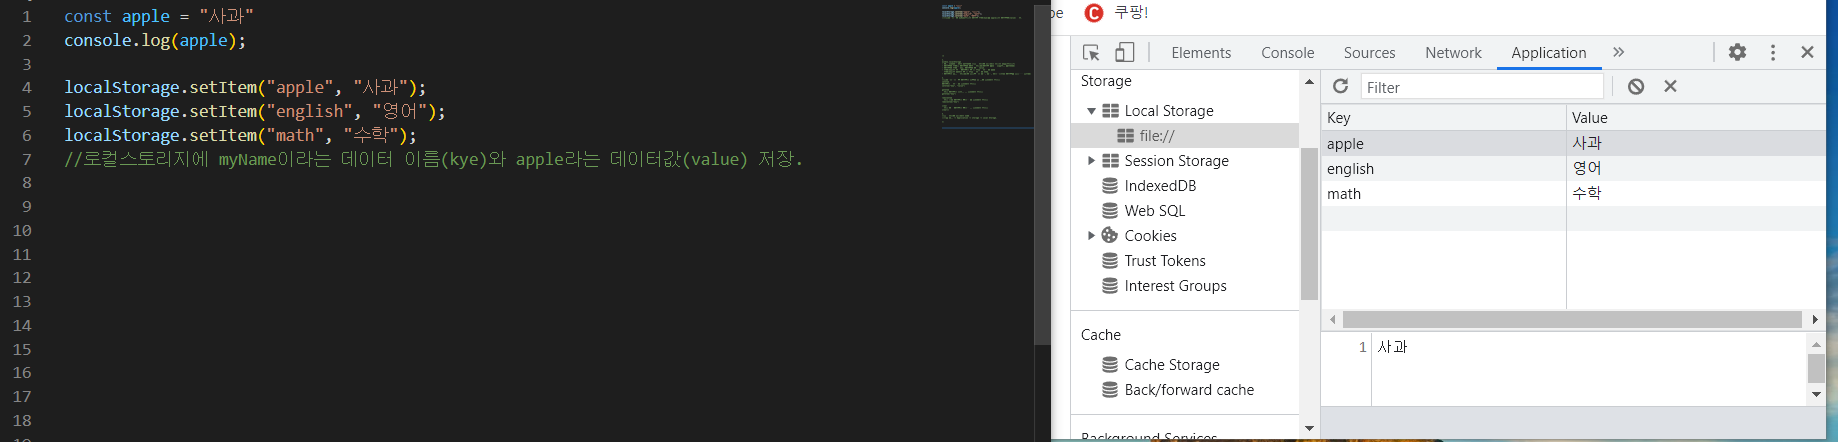 1 const apple = "사과"
2 console.log(apple);
3
4 localStorage.setItem("apple", "사과");
5 localStorage.setItem("english", "영어");
6 localStorage.setItem("math", "수학");
7 //로컬스토리지에 myName이라는 데이터 이름(kye)와 apple라는 데이터값(value) 저장.
8
9
10
11
12
13
14
15
16
17
18
C 쿠팡!
Elements Console Sources Network Application »
Storage
Local Storage
file://
Session Storage
IndexedDB
Web SQL
Cookies
Trust Tokens
Interest Groups
Cache
Cache Storage
Back/forward cache
Background Services
Filter
Key Value
apple 사과
english 영어
math 수학
1 사과